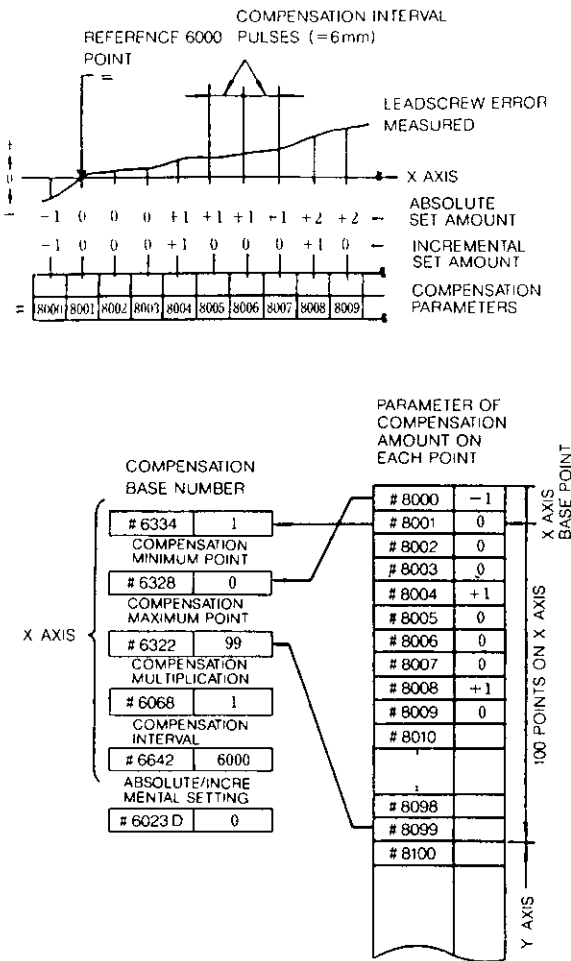 COMPENSATION INTERVAL
REFERENCE 6000 PULSES (=6mm)
POINT
LEADSCREW ERROR
MEASURED
+
0
−
X AXIS
−1 0 0 0 +1 +1 +1 +1 +2 +2
ABSOLUTE
SET AMOUNT
−1 0 0 0 +1 0 0 0 +1 0
INCREMENTAL
SET AMOUNT
# 8000 8001 8002 8003 8004 8005 8006 8007 8008 8009
COMPENSATION
PARAMETERS
PARAMETER OF
COMPENSATION
AMOUNT ON
EACH POINT
COMPENSATION
BASE NUMBER
# 6334 1
COMPENSATION
MINIMUM POINT
# 6328 0
COMPENSATION
MAXIMUM POINT
X AXIS
# 6322 99
COMPENSATION
MULTIPLICATION
# 6068 1
COMPENSATION
INTERVAL
# 6642 6000
ABSOLUTE/INCRE
MENTAL SETTING
# 6023 D 0
# 8000 −1
# 8001 0
# 8002 0
# 8003 0
# 8004 +1
# 8005 0
# 8006 0
# 8007 0
# 8008 +1
# 8009 0
# 8010
# 8098
# 8099
# 8100
X AXIS
BASE POINT
100 POINTS ON X AXIS
Y AXIS